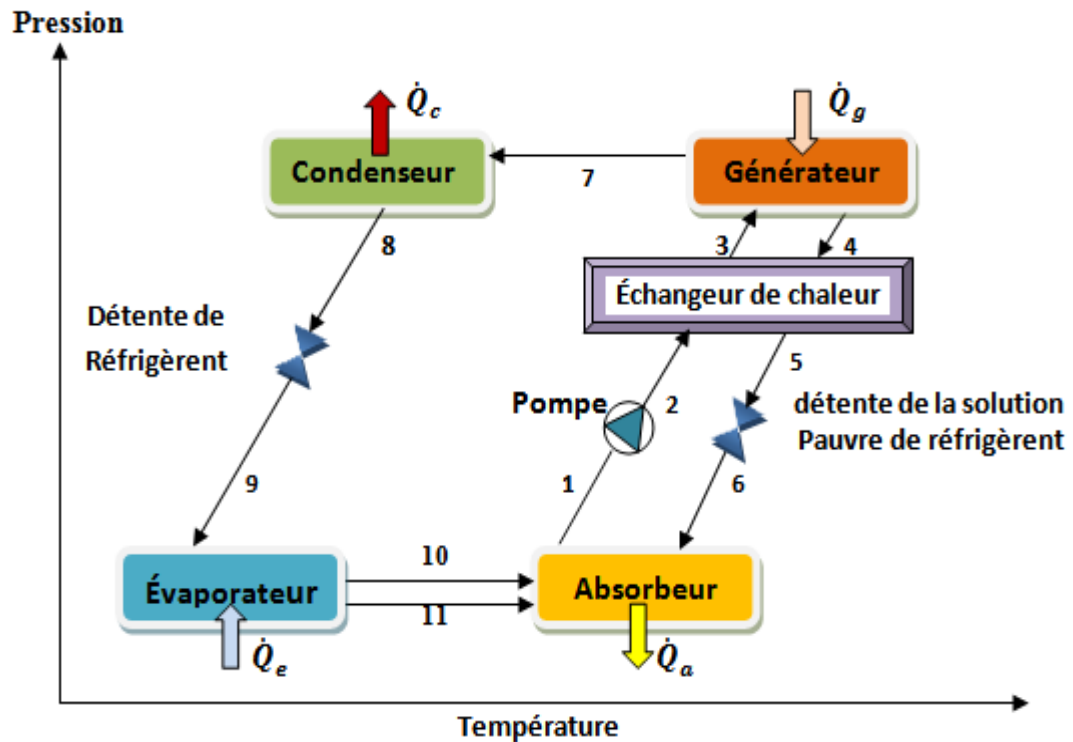 Pression
Q̇c
Q̇g
Condenseur
Générateur
7
8
3
4
Échangeur de chaleur
Détente de
Réfrigèrent
5
Pompe
2
détente de la solution
Pauvre de réfrigèrent
9
1
6
10
Évaporateur
Absorbeur
11
Q̇e
Q̇a
Température